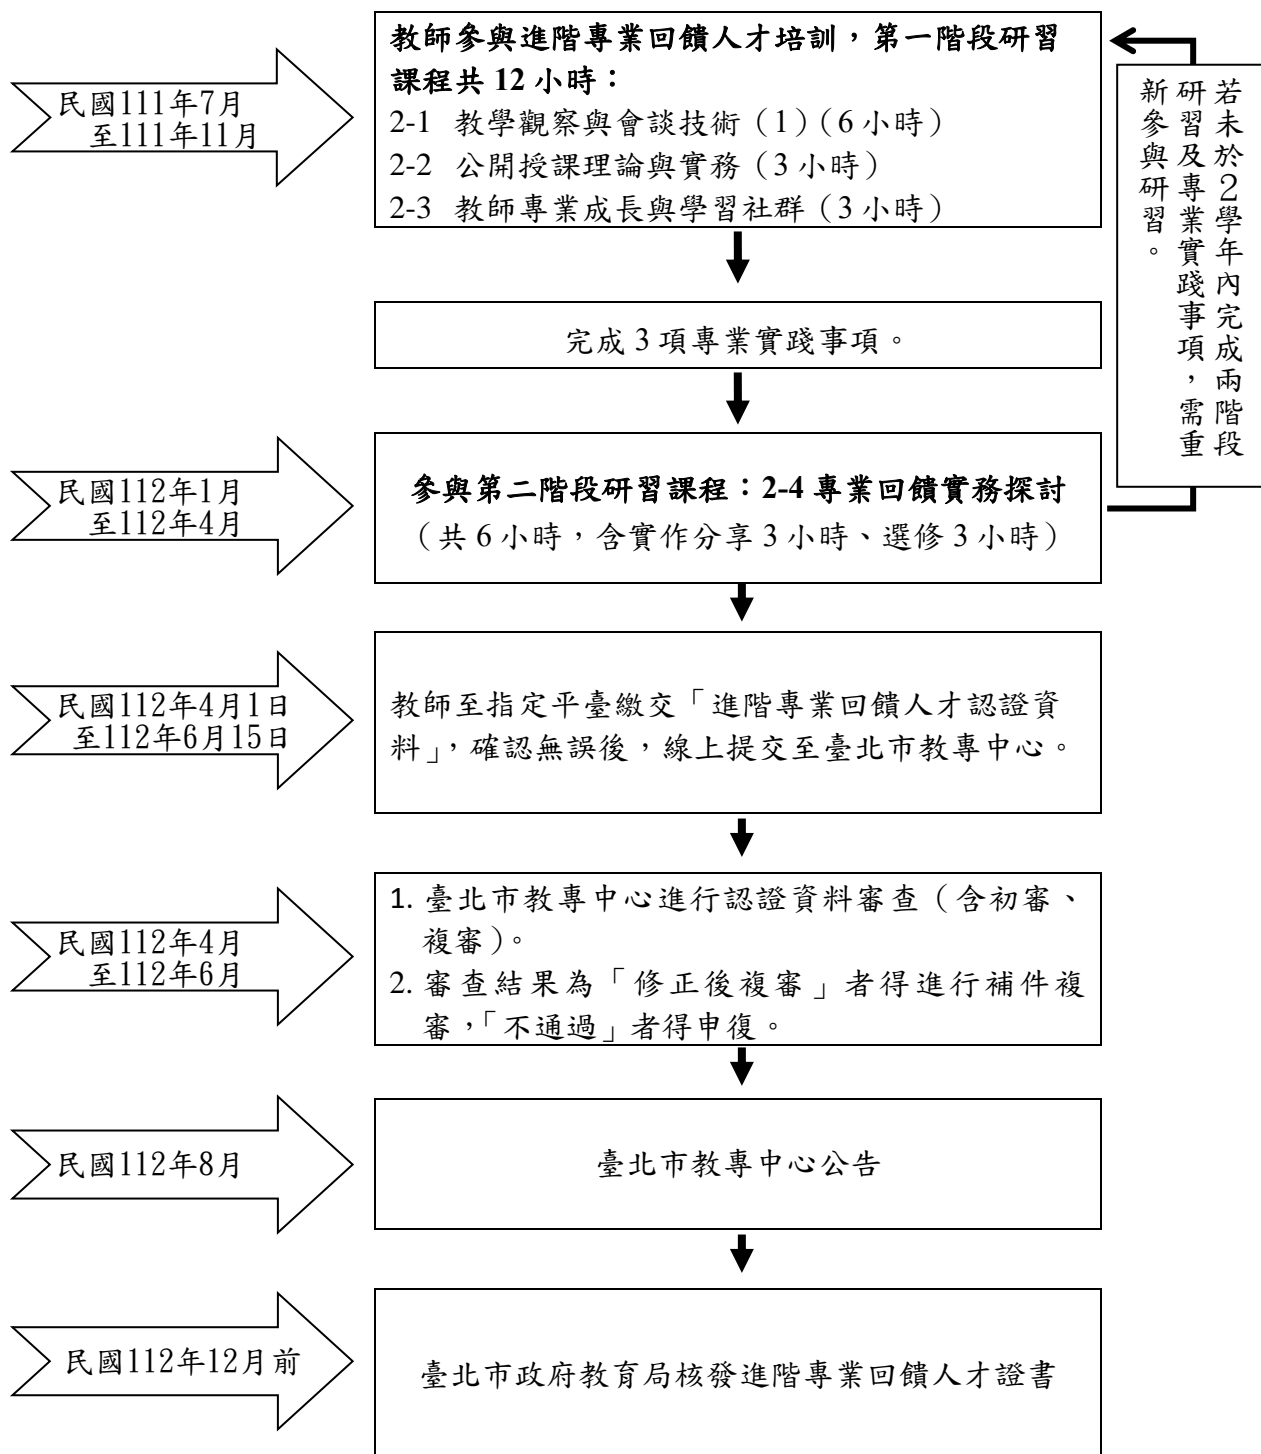 民國111年7月
至111年11月
教師參與進階專業回饋人才培訓，第一階段研習
課程共 12 小時：
2-1 教學觀察與會談技術（1）（6 小時）
2-2 公開授課理論與實務（3 小時）
2-3 教師專業成長與學習社群（3 小時）
若未於2學年內完成兩階段
研習及專業實踐事項，需重
新參與研習。
完成 3 項專業實踐事項。
民國112年1月
至112年4月
參與第二階段研習課程：2-4 專業回饋實務探討
（共 6 小時，含實作分享 3 小時、選修 3 小時）
民國112年4月1日
至112年6月15日
教師至指定平臺繳交「進階專業回饋人才認證資
料」，確認無誤後，線上提交至臺北市教專中心。
民國112年4月
至112年6月
1. 臺北市教專中心進行認證資料審查（含初審、
複審）。
2. 審查結果為「修正後複審」者得進行補件複
審，「不通過」者得申復。
民國112年8月
臺北市教專中心公告
民國112年12月前
臺北市政府教育局核發進階專業回饋人才證書